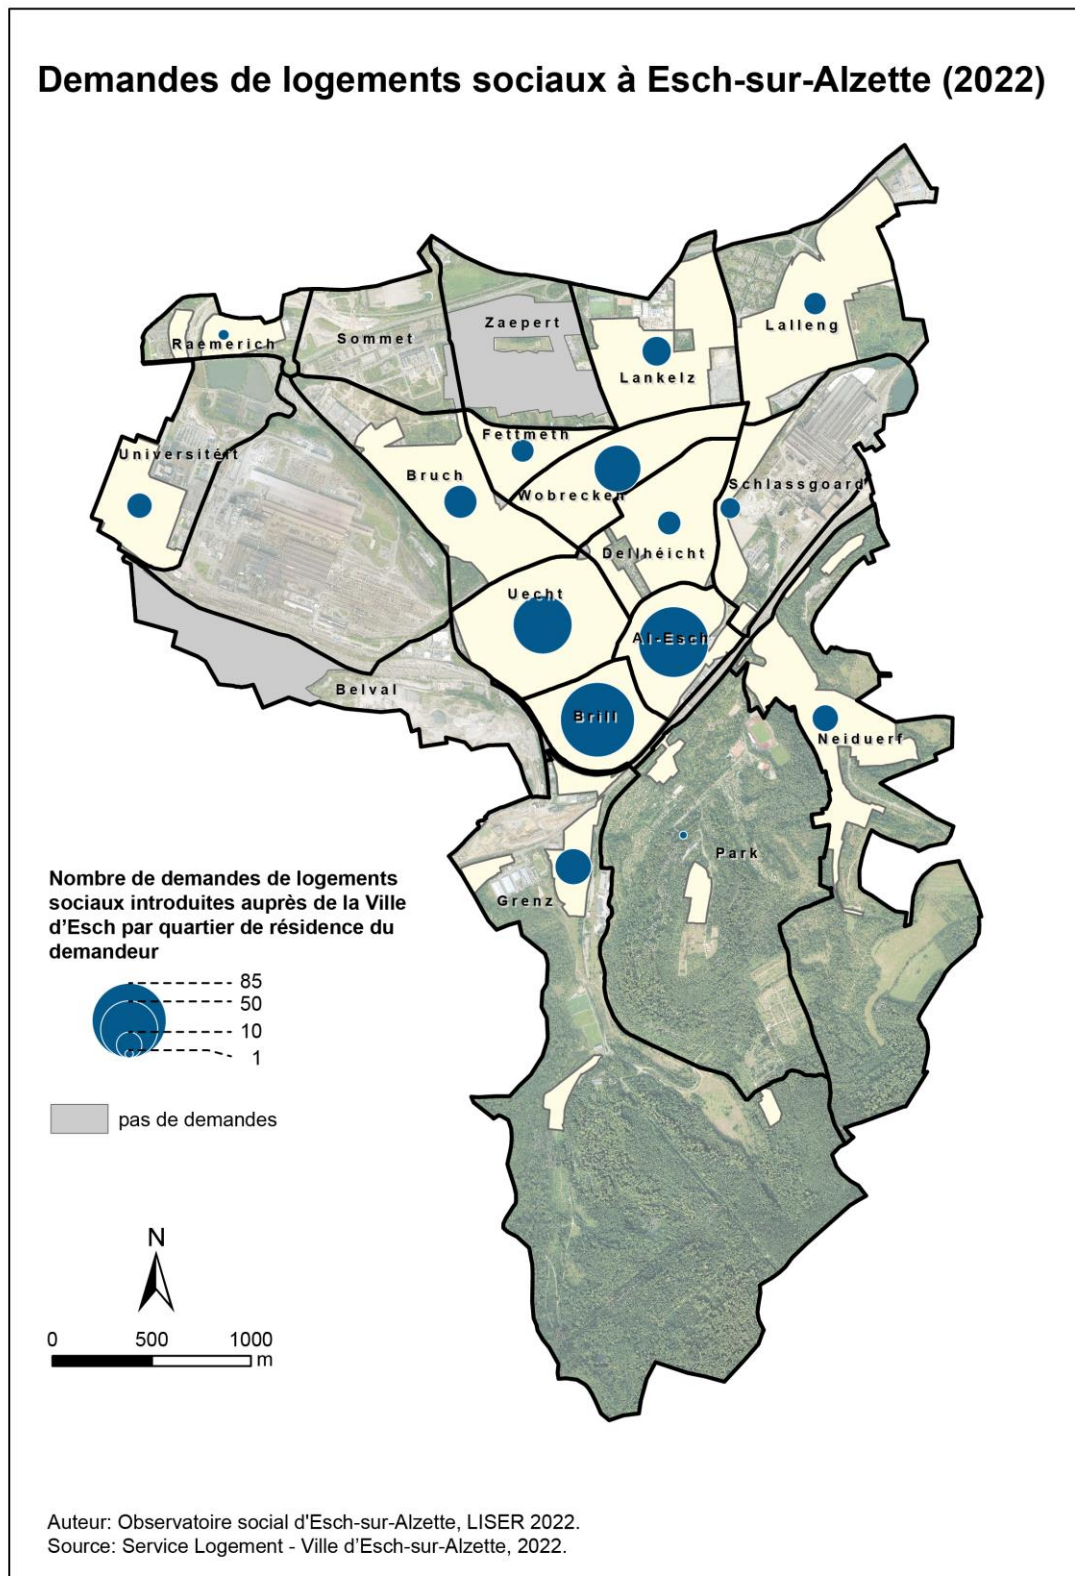 Demandes de logements sociaux à Esch-sur-Alzette (2022)
Zaepert
Lalleng
Sommet
Raemerich
Lankelz
Fettmeth
Universitéit
Bruch
Wobrecken
Schlassgoard
Dellhéicht
Uecht
Al-Esch
Belval
Brill
Neiduerf
Park
Grenz
Nombre de demandes de logements
sociaux introduites auprès de la Ville
d'Esch par quartier de résidence du
demandeur
85
50
10
1
pas de demandes
N
0 500 1000
m
Auteur: Observatoire social d'Esch-sur-Alzette, LISER 2022.
Source: Service Logement - Ville d'Esch-sur-Alzette, 2022.